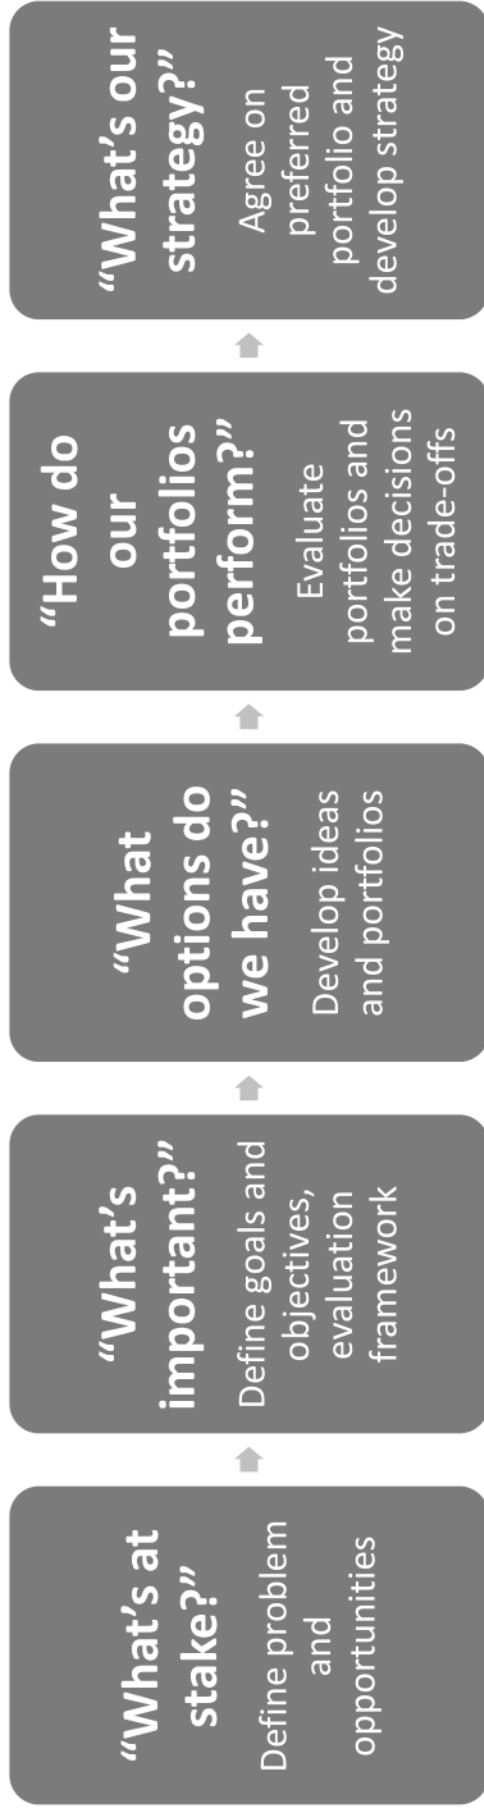 “What’s at
stake?”
Define problem
and
opportunities
“What’s
important?”
Define goals and
objectives,
evaluation
framework
“What
options do
we have?”
Develop ideas
and portfolios
“How do
our
portfolios
perform?”
Evaluate
portfolios and
make decisions
on trade-offs
“What’s our
strategy?”
Agree on
preferred
portfolio and
develop strategy